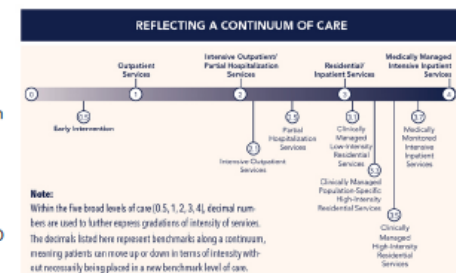 REFLECTING A CONTINUUM OF CARE
Outpatient
Services
Intensive Outpatient/
Partial Hospitalization
Services
Residential/
Inpatient Services
Medically Managed
Intensive Inpatient
Services
0
1
2
3
4
0.5
Early Intervention
2.1
Intensive Outpatient
Services
2.5
Partial
Hospitalization
Services
3.1
Clinically
Managed
Low-Intensity
Residential
Services
3.3
Clinically Managed
Population-Specific
High-Intensity
Residential Services
3.5
Clinically
Managed
High-Intensity
Residential
Services
3.7
Medically
Monitored
Intensive
Inpatient
Services
Note:
Within the five broad levels of care (0.5, 1, 2, 3, 4), decimal num-
bers are used to further express gradations of intensity of services.
The decimals listed here represent benchmarks along a continuum,
meaning patients can move up or down in terms of intensity with-
out necessarily being placed in a new benchmark level of care.